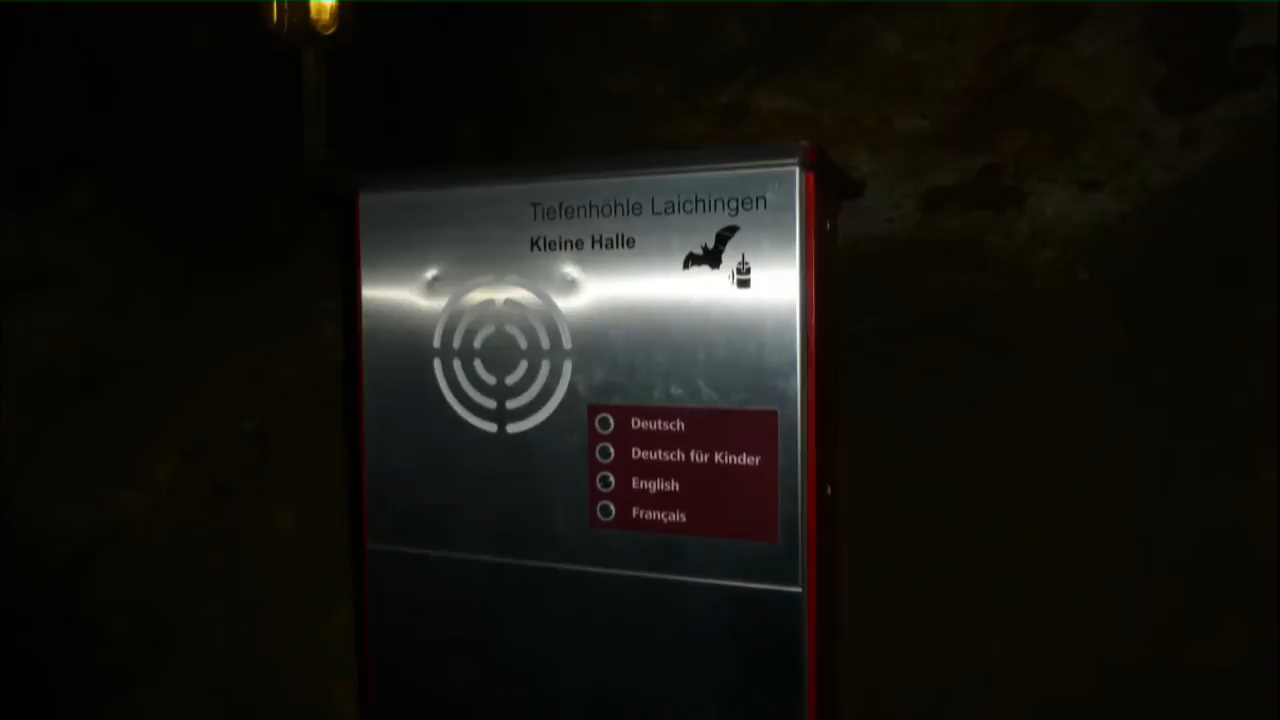 Tiefenhöhle Laichingen
Kleine Halle
Deutsch
Deutsch für Kinder
English
Français